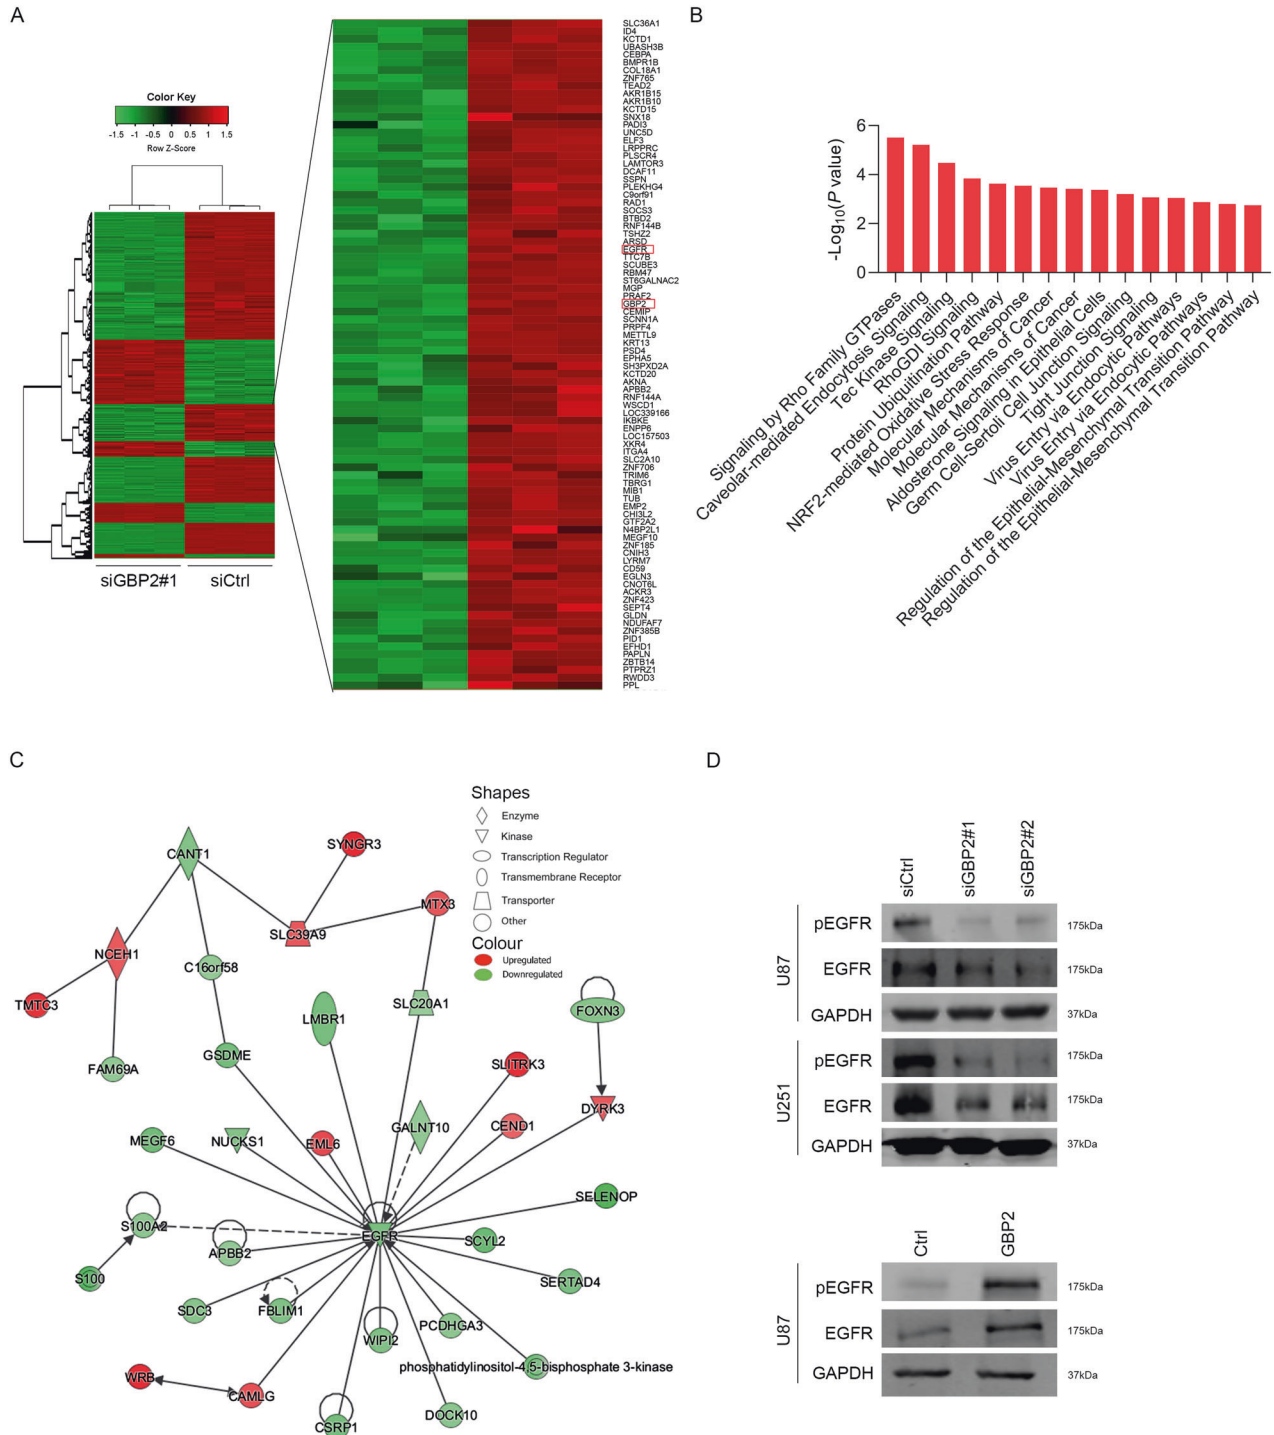 A
Color Key
-1.5 -1 -0.5 0 0.5 1 1.5
Row Z-Score
siGBP2#1 siCtrl
SLC36A1
ID4
KCTD1
UBASH3B
CEBPA
BMPR1B
COL18A1
ZNF765
TEAD2
AKR1B15
AKR1B10
KCTD15
SNX18
PADI3
UNC5D
ELF3
LRPPRC
PLSCR4
LAMTOR3
DCAF11
SSPN
PLEKHG4
C9orf91
RAD1
SOCS3
BTBD2
RNF144B
TSHZ2
ARSD
EGFR
TTC7B
SCUBE3
RBM47
ST6GALNAC2
MGP
PRAF2
GBP2
CEMIP
SCNN1A
PRPF4
METTL9
KRT13
PSD4
EPHA5
SH3PXD2A
KCTD20
AKNA
APBB2
RNF144A
WSCD1
LOC339166
IKBKE
ENPP6
LOC157503
XKR4
ITGA4
SLC2A10
ZNF706
TRIM6
TBRG1
MIB1
TUB
EMP2
CHI3L2
GTF2A2
N4BP2L1
MEGF10
ZNF185
CNIH3
LYRM7
CD59
EGLN3
CNOT6L
ACKR3
ZNF423
SEPT4
GLDN
NDUFAF7
ZNF385B
PID1
EFHD1
PAPLN
ZBTB14
PTPRZ1
RWDD3
PPL
B
-Log10(P value)
6
4
2
0
Signaling by Rho Family GTPases
Caveolar-mediated Endocytosis Signaling
Tec Kinase Signaling
RhoGDI Signaling
Protein Ubiquitination Pathway
NRF2-mediated Oxidative Stress Response
Molecular Mechanisms of Cancer
Molecular Mechanisms of Cancer
Aldosterone Signaling in Epithelial Cells
Germ Cell-Sertoli Cell Junction Signaling
Tight Junction Signaling
Virus Entry via Endocytic Pathways
Virus Entry via Endocytic Pathways
Regulation of the Epithelial-Mesenchymal Transition Pathway
Regulation of the Epithelial-Mesenchymal Transition Pathway
C
Shapes
Enzyme
Kinase
Transcription Regulator
Transmembrane Receptor
Transporter
Other
Colour
Upregulated
Downregulated
CANT1
SYNGR3
MTX3
SLC39A9
NCEH1
C16orf58
TMTC3
SLC20A1
FOXN3
LMBR1
GSDME
FAM69A
SLITRK3
DYRK3
CEND1
GALNT10
MEGF6
NUCKS1
EML6
SELENOP
S100A2
EGFR
SCYL2
APBB2
S100
SERTAD4
SDC3
FBLIM1
PCDHGA3
WIPI2
phosphatidylinositol-4,5-bisphosphate 3-kinase
WRB
CAMLG
DOCK10
CSRP1
D
siCtrl siGBP2#1 siGBP2#2
U87
pEGFR 175kDa
EGFR 175kDa
GAPDH 37kDa
U251
pEGFR 175kDa
EGFR 175kDa
GAPDH 37kDa
Ctrl GBP2
U87
pEGFR 175kDa
EGFR 175kDa
GAPDH 37kDa